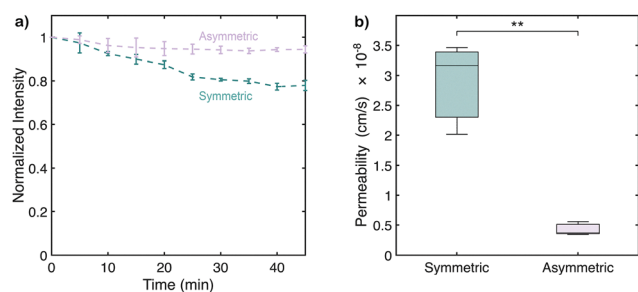 a)
Normalized Intensity
1
0.8
0.6
0.4
0.2
0
0
10
20
30
40
Time (min)
Asymmetric
Symmetric
b)
**
Permeability (cm/s) × 10⁻⁸
3.5
3
2.5
2
1.5
1
0.5
0
Symmetric
Asymmetric